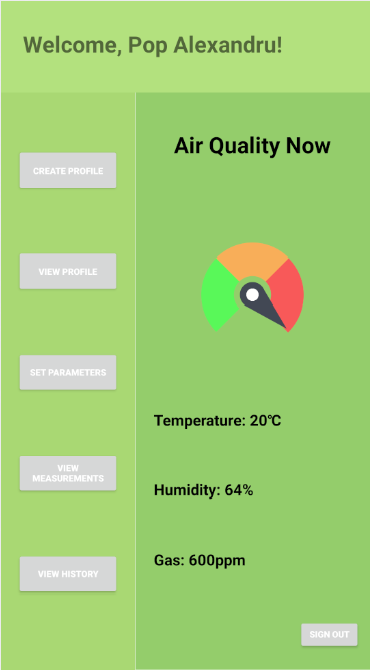 Welcome, Pop Alexandru!
CREATE PROFILE
VIEW PROFILE
SET PARAMETERS
VIEW
MEASUREMENTS
VIEW HISTORY
Air Quality Now
Temperature: 20℃
Humidity: 64%
Gas: 600ppm
SIGN OUT